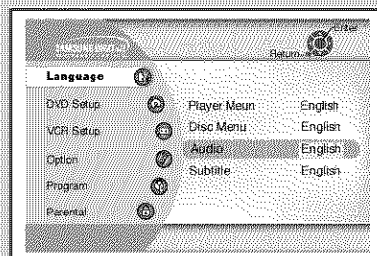 Enter
Return
Language
DVD Setup
VCR Setup
Option
Program
Parental
Player Meun English
Disc Menu English
Audio English
Subtitle English